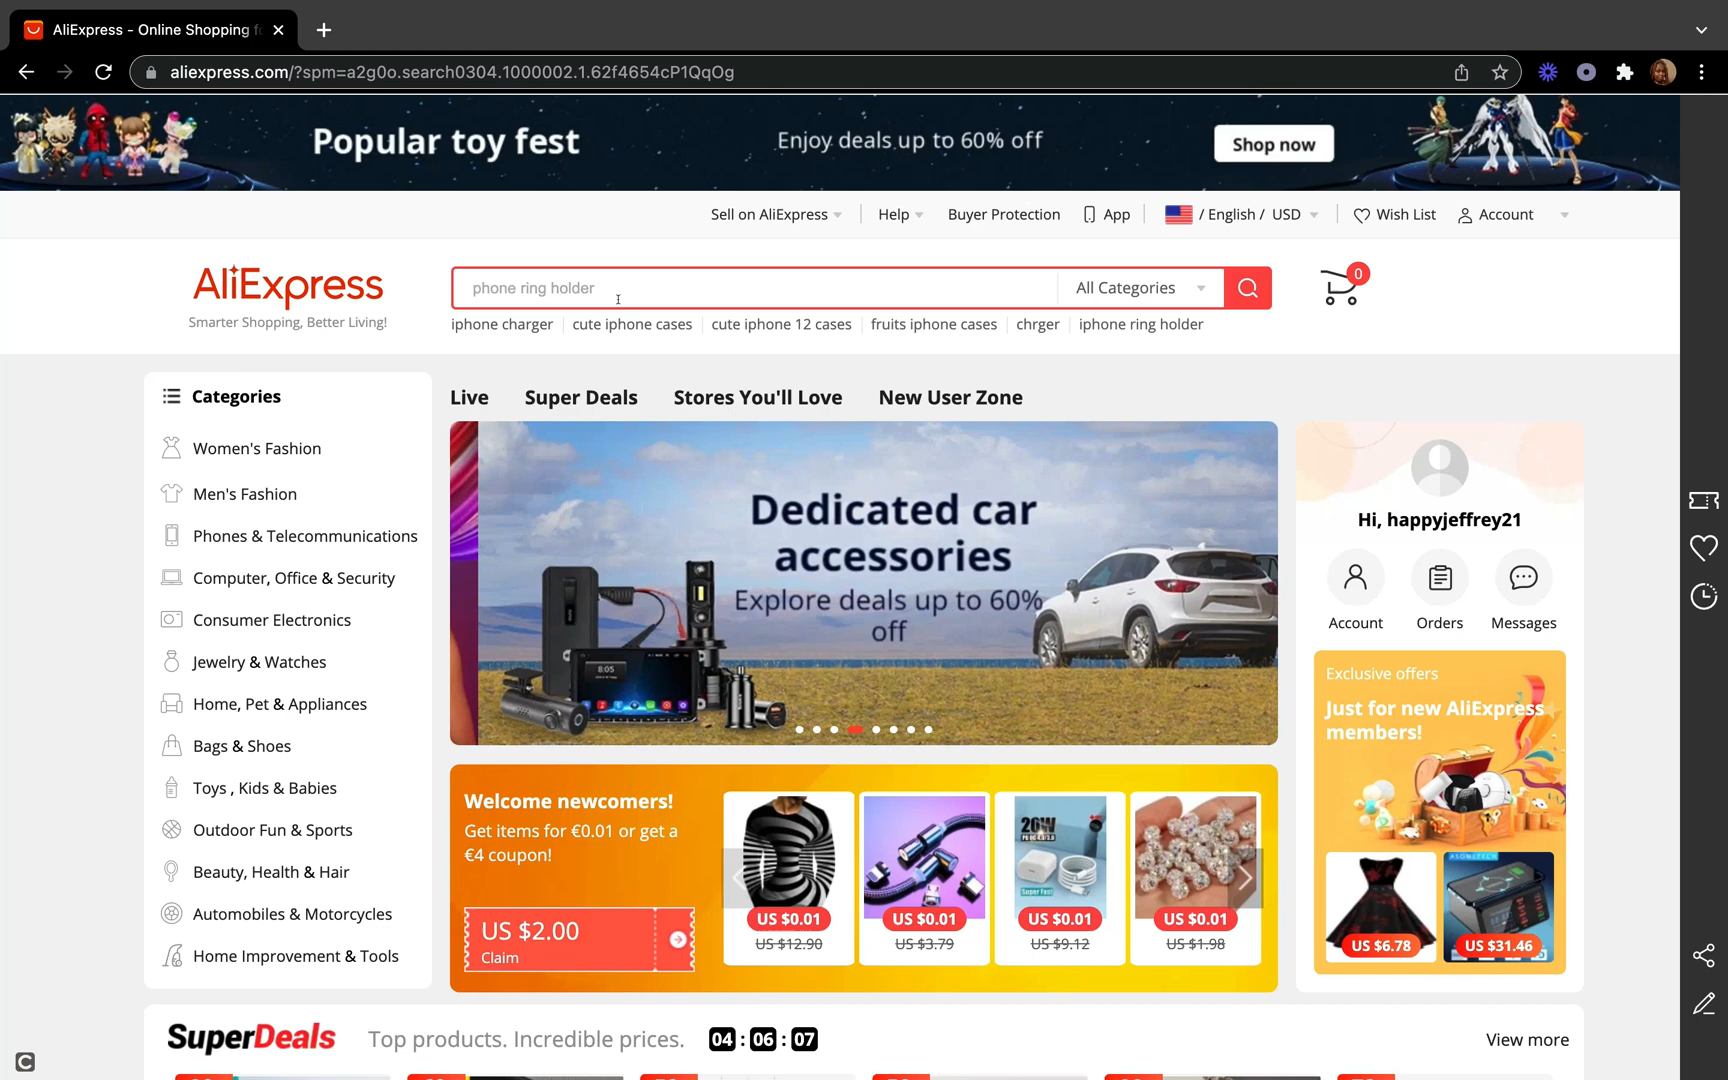 AliExpress - Online Shopping f
aliexpress.com/?spm=a2g0o.search0304.1000002.1.62f4654cP1QqOg
Popular toy fest
Enjoy deals up to 60% off
Shop now
Sell on AliExpress
Help
Buyer Protection
App
/ English / USD
Wish List
Account
AliExpress
Smarter Shopping, Better Living!
phone ring holder
All Categories
0
iphone charger
cute iphone cases
cute iphone 12 cases
fruits iphone cases
chrger
iphone ring holder
Categories
Women's Fashion
Men's Fashion
Phones & Telecommunications
Computer, Office & Security
Consumer Electronics
Jewelry & Watches
Home, Pet & Appliances
Bags & Shoes
Toys , Kids & Babies
Outdoor Fun & Sports
Beauty, Health & Hair
Automobiles & Motorcycles
Home Improvement & Tools
Live
Super Deals
Stores You'll Love
New User Zone
Dedicated car
accessories
Explore deals up to 60%
off
8:05
Hi, happyjeffrey21
Account
Orders
Messages
Exclusive offers
Just for new AliExpress
members!
US $6.78
US $31.46
Welcome newcomers!
Get items for €0.01 or get a
€4 coupon!
US $2.00
Claim
US $0.01
US $12.90
US $0.01
US $3.79
20W
Super Fast
US $0.01
US $9.12
US $0.01
US $1.98
SuperDeals
Top products. Incredible prices.
04 : 06 : 07
View more
C